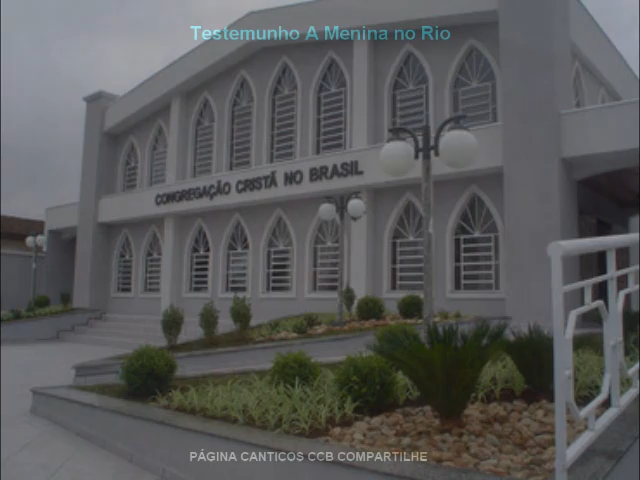 Testemunho A Menina no Rio
CONGREGAÇÃO CRISTÃ NO BRASIL
PÁGINA CANTICOS CCB COMPARTILHE